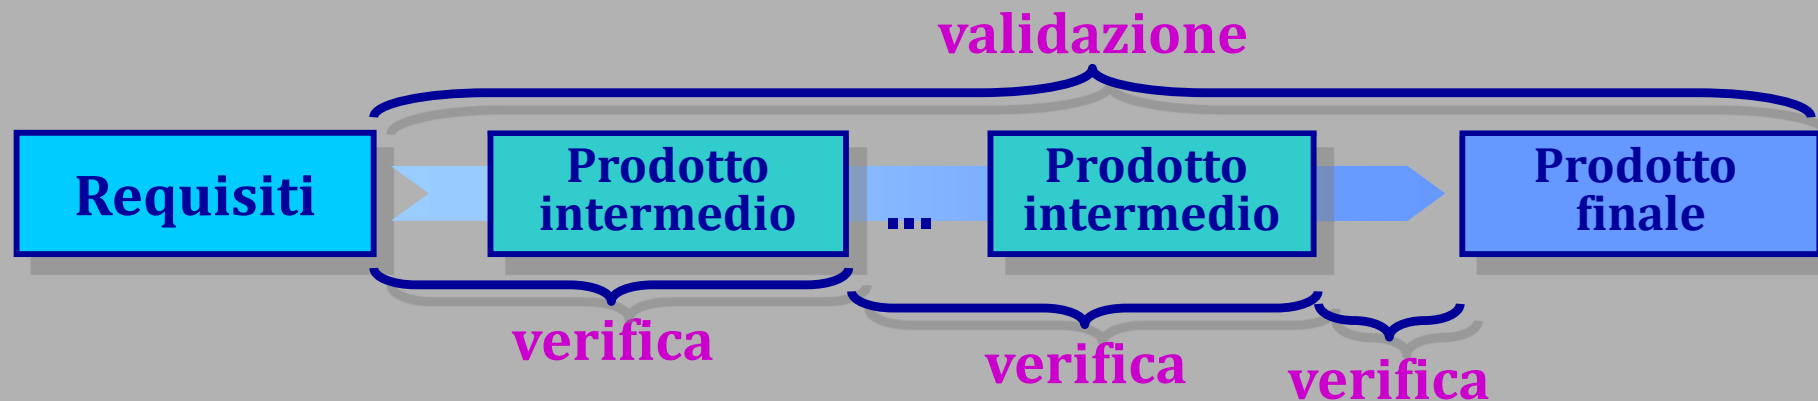 validazione
Requisiti
Prodotto
intermedio
...
Prodotto
intermedio
Prodotto
finale
verifica
verifica
verifica